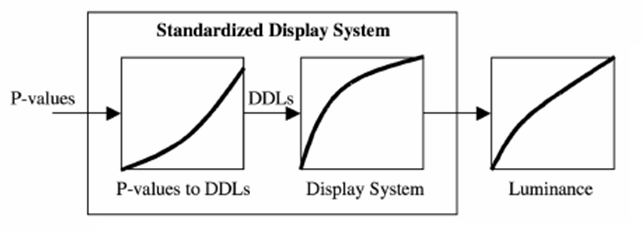 Standardized Display System
P-values
DDLs
P-values to DDLs
Display System
Luminance